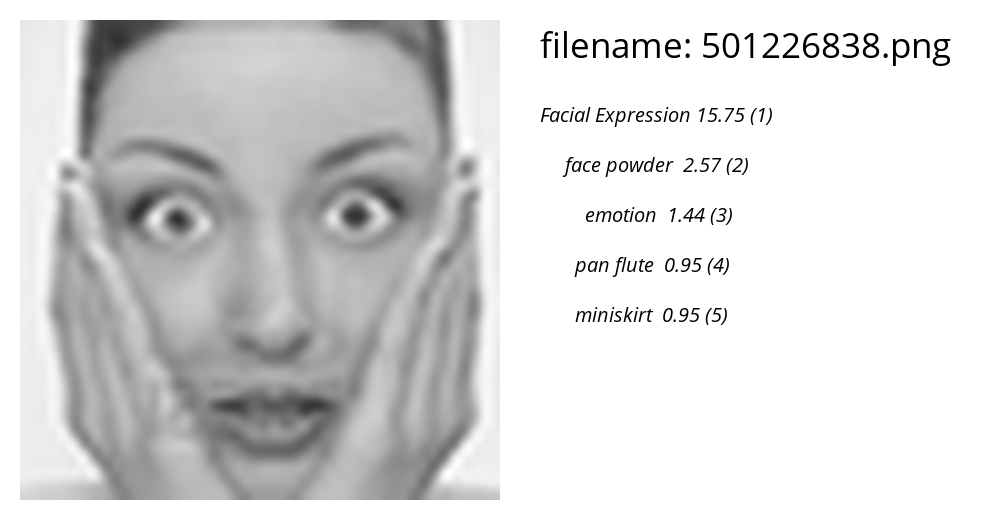 filename: 501226838.png
Facial Expression 15.75 (1)
face powder 2.57 (2)
emotion 1.44 (3)
pan flute 0.95 (4)
miniskirt 0.95 (5)